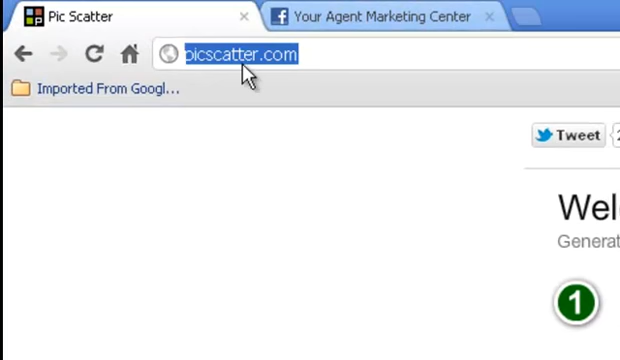 Pic Scatter
Your Agent Marketing Center
picscatter.com
Imported From Googl...
Tweet
Wel
Generat
1